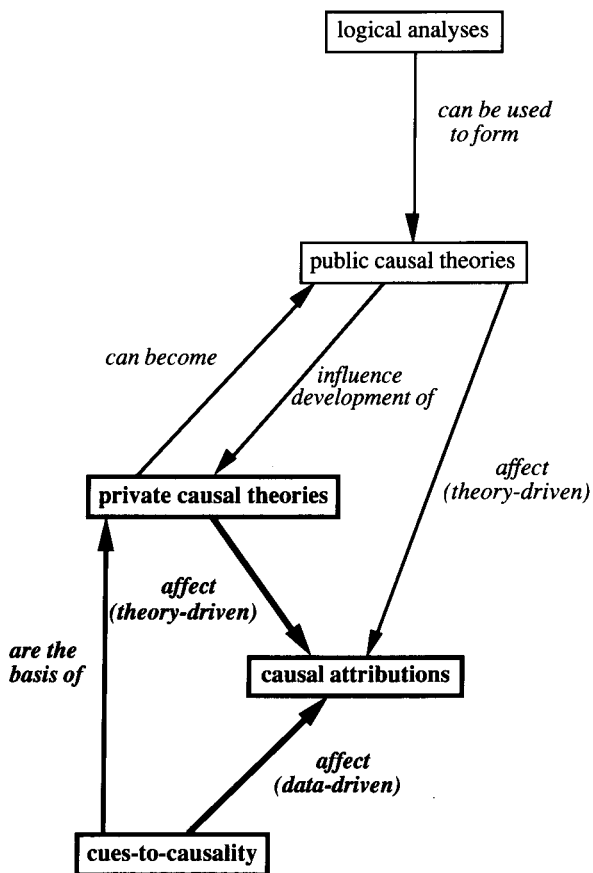 logical analyses
can be used
to form
public causal theories
can become
influence
development of
affect
(theory-driven)
private causal theories
affect
(theory-driven)
are the
basis of
causal attributions
affect
(data-driven)
cues-to-causality